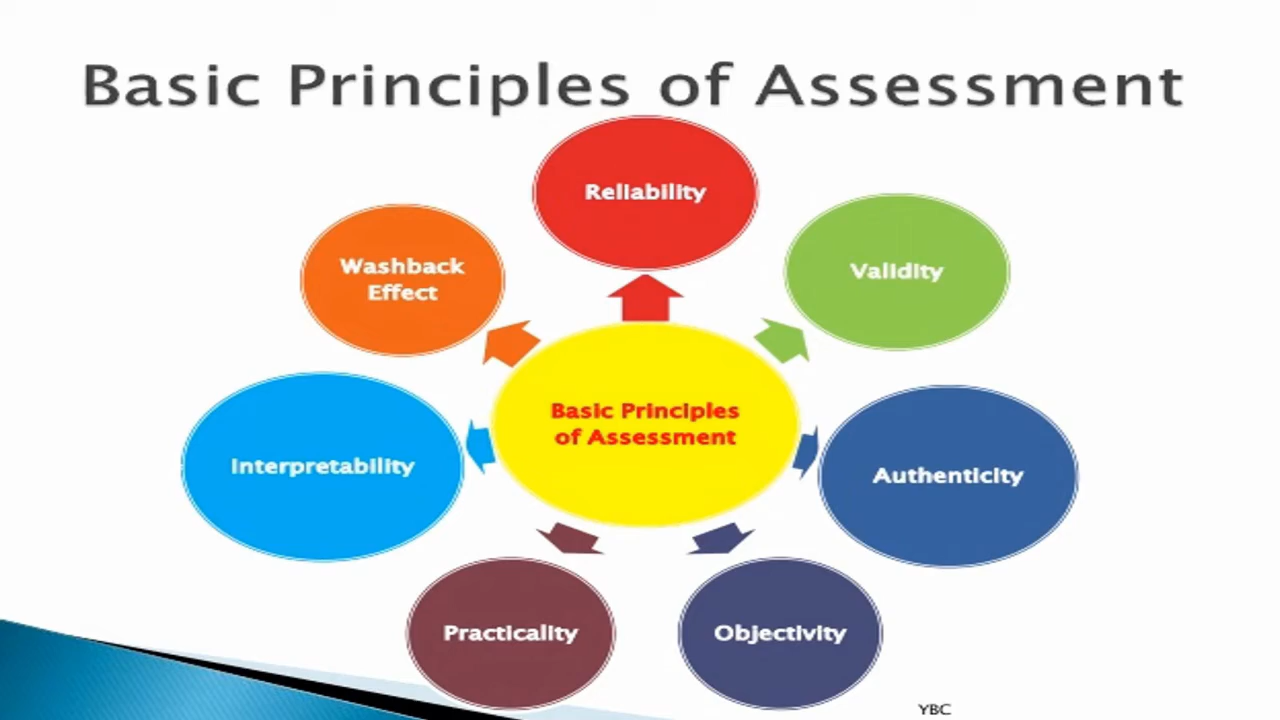 Basic Principles of Assessment
Reliability
Validity
Authenticity
Objectivity
Practicality
Interpretability
Washback
Effect
Basic Principles
of Assessment
YBC